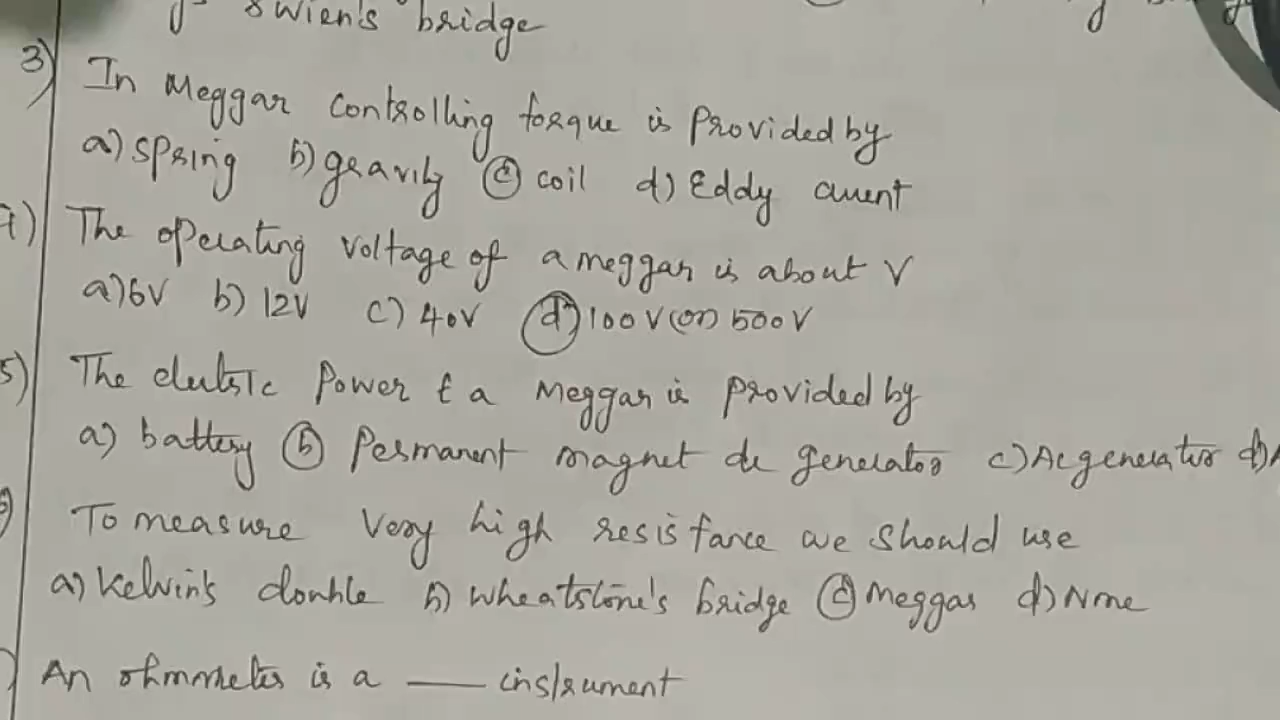 Wien's bridge
3) In Meggar controlling torque is Provided by
a) spring b) gravity c) coil d) Eddy current
The operating voltage of a meggar is about V
a) 6V b) 12V c) 40V d) 100V (or) 500V
5) The electric Power t a Meggar is provided by
a) battery b) Permanent magnet dc generator c) Ac generator d)
To measure very high resistance we should use
a) Kelvin's double b) Wheatstone's bridge c) Meggar d) None
An ohmmeter is a ___ instrument